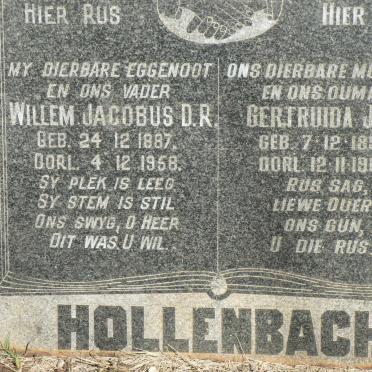 HIER RUS
MY DIERBARE EGGENOOT
EN ONS VADER
WILLEM JACOBUS D.R.
GEB. 24.12.1887.
OORL. 4.12.1958.
SY PLEK IS LEEG
SY STEM IS STIL
ONS SWYG, O HEER
DIT WAS U WIL.
HIER
ONS DIERBARE
EN ONS
GERTRUIDA
GEB. 7.12.
OORL. 12.11.
RUS SAG,
LIEWE
ONS GUN,
U DIE RUS
HOLLENBACH